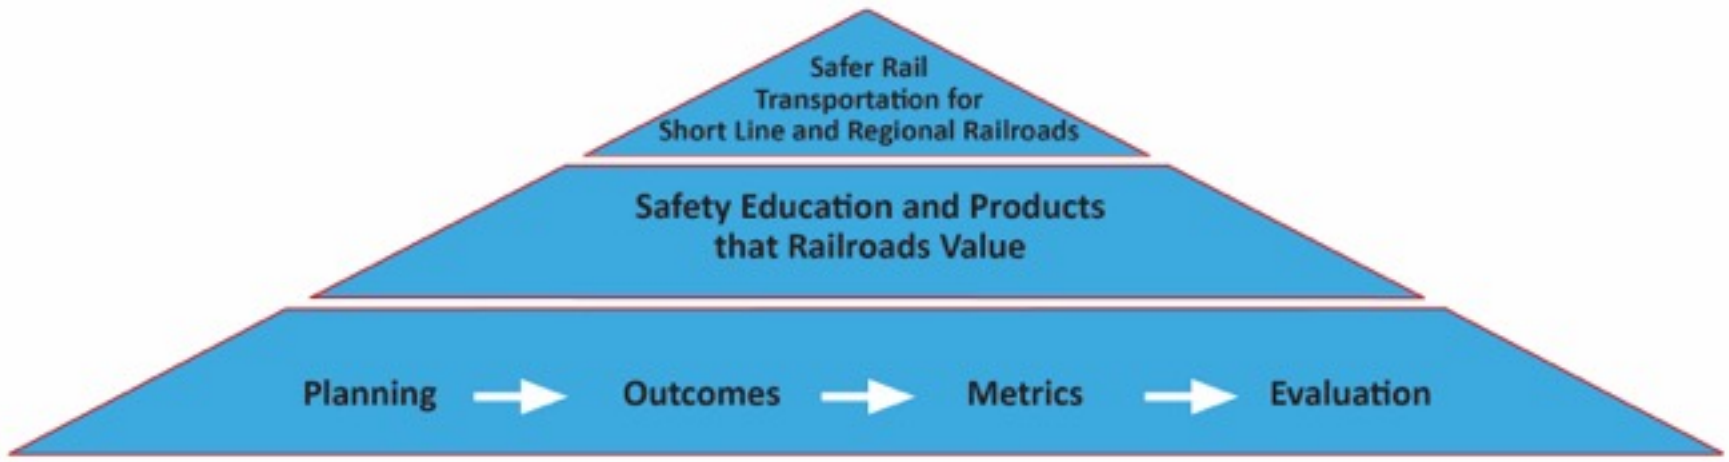 Safer Rail
Transportation for
Short Line and Regional Railroads
Safety Education and Products
that Railroads Value
Planning Outcomes Metrics Evaluation